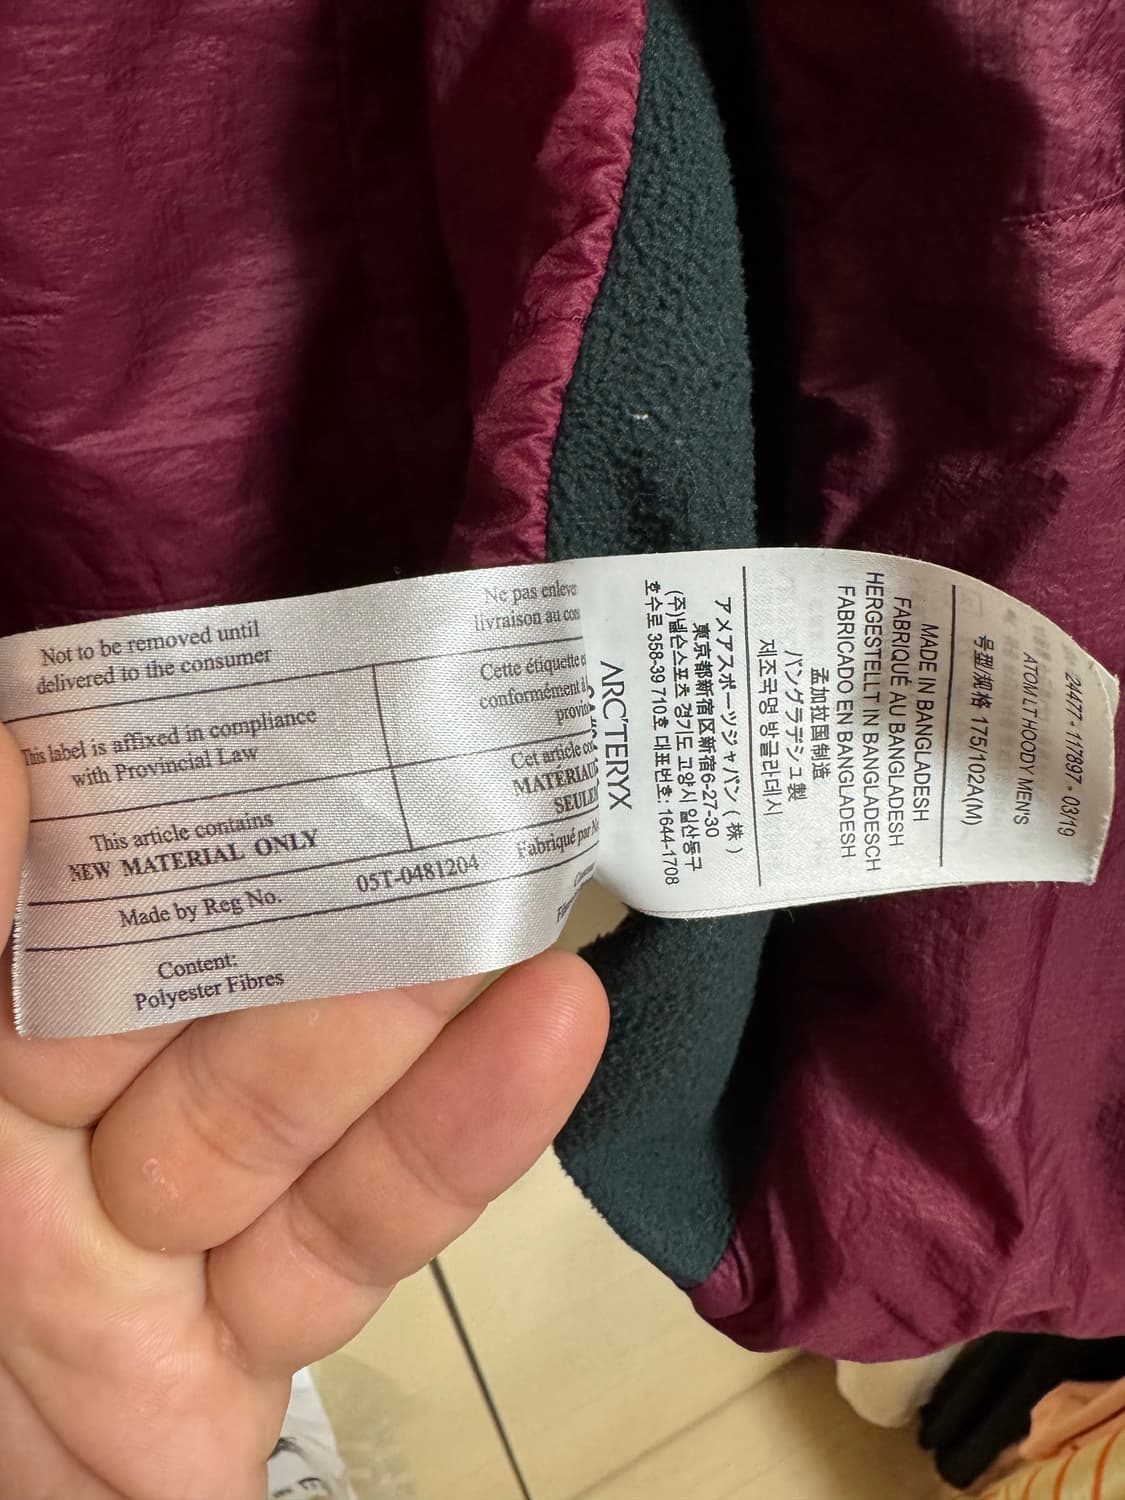 Not to be removed until
delivered to the consumer
Ne pas enleve
livraison au con
This label is affixed in compliance
with Provincial Law
Cette étiquette e
conformément à
provin
This article contains
NEW MATERIAL ONLY
Cet article co
MATERIAU
SEULE
Made by Reg No.
05T-0481204
Fabriqué par
Content:
Polyester Fibres
24477 • 117897 • 03/19
ATOM LT HOODY MEN'S
号型规格 175/102A(M)
MADE IN BANGLADESH
FABRIQUÉ AU BANGLADESH
HERGESTELLT IN BANGLADESCH
FABRICADO EN BANGLADESH
孟加拉国制造
バングラデシュ製
제조국명 방글라데시
アメアスポーツジャパン(株)
東京都新宿区新宿6-27-30
(주)넬슨스포츠 경기도 고양시 일산동구
호수로 358-39 710호 대표번호: 1644-1708
ARC'TERYX